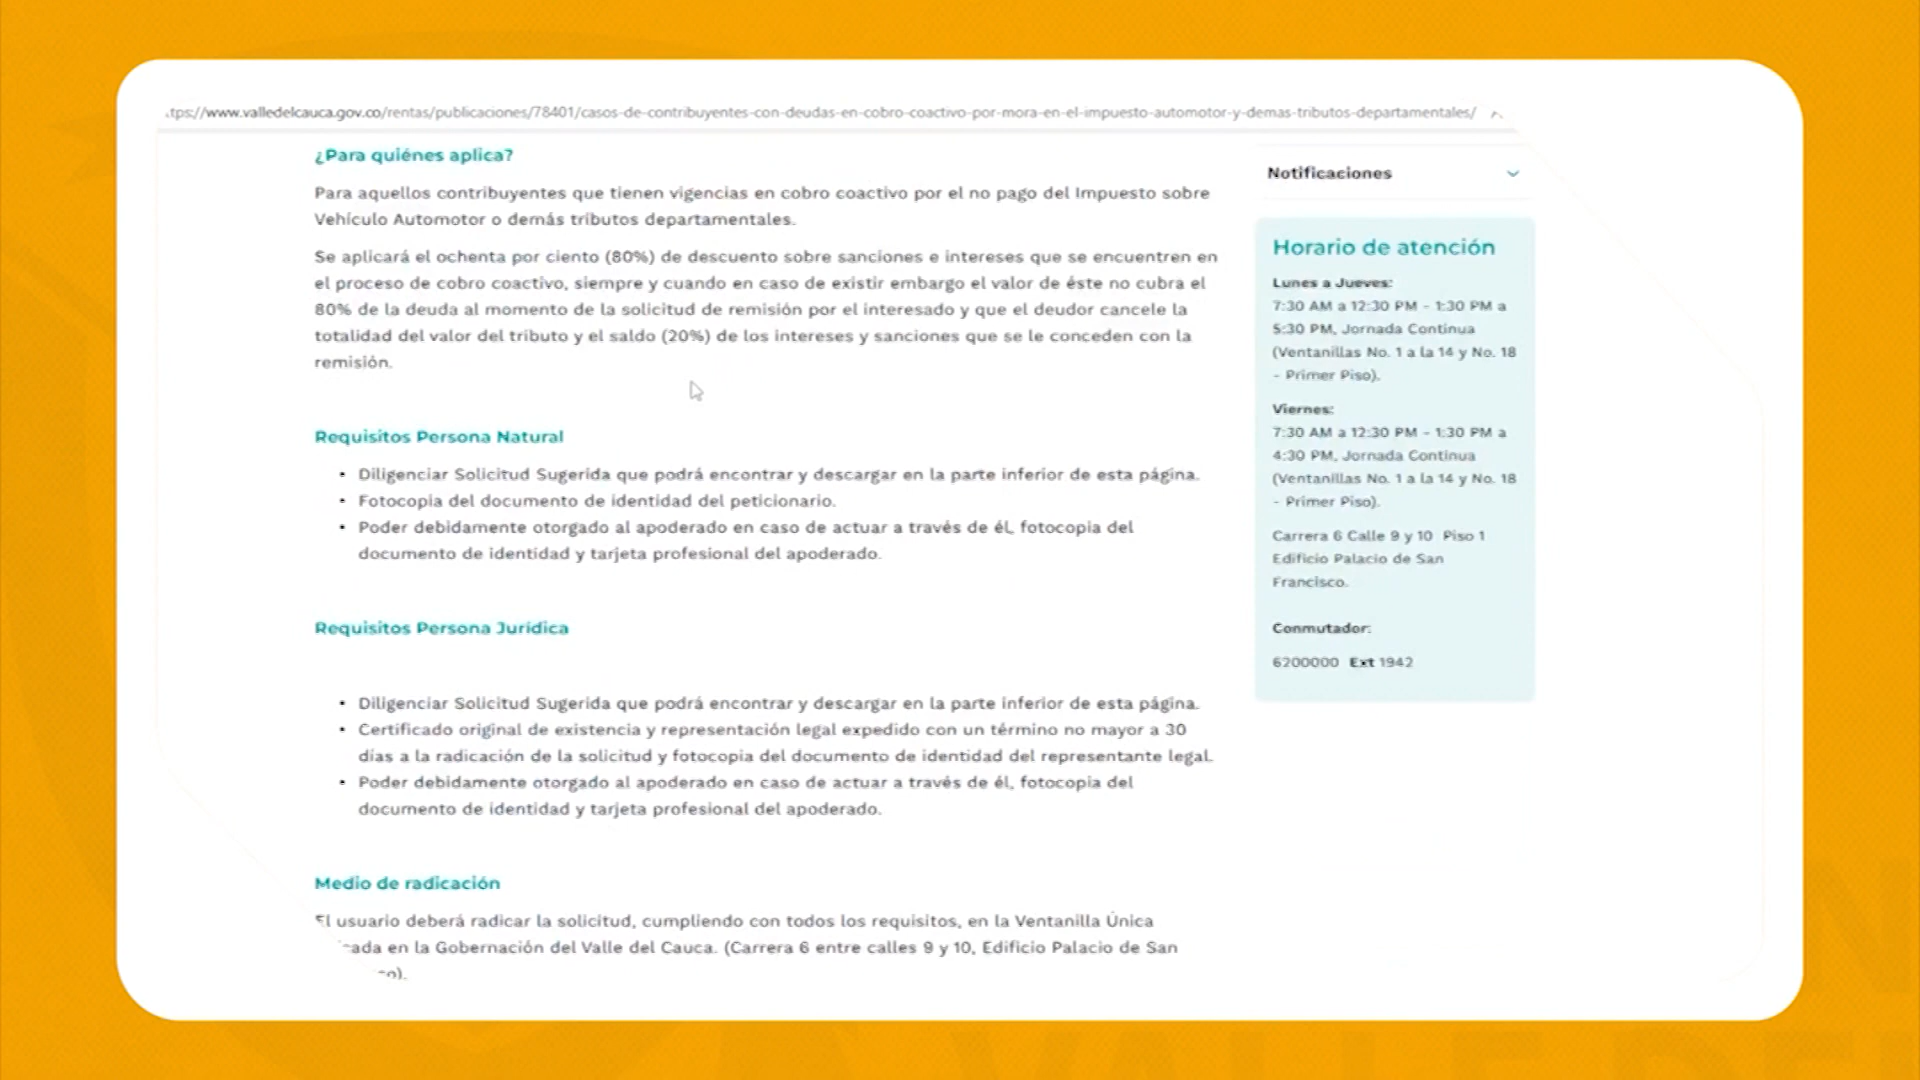 tps://www.valledelcauca.gov.co/rentas/publicaciones/78401/casos-de-contribuyentes-con-deudas-en-cobro-coactivo-por-mora-en-el-impuesto-automotor-y-demas-tributos-departamentales/
¿Para quiénes aplica?
Para aquellos contribuyentes que tienen vigencias en cobro coactivo por el no pago del Impuesto sobre
Vehículo Automotor o demás tributos departamentales.
Se aplicará el ochenta por ciento (80%) de descuento sobre sanciones e intereses que se encuentren en
el proceso de cobro coactivo, siempre y cuando en caso de existir embargo el valor de éste no cubra el
80% de la deuda al momento de la solicitud de remisión por el interesado y que el deudor cancele la
totalidad del valor del tributo y el saldo (20%) de los intereses y sanciones que se le conceden con la
remisión.
Requisitos Persona Natural
• Diligenciar Solicitud Sugerida que podrá encontrar y descargar en la parte inferior de esta página.
• Fotocopia del documento de identidad del peticionario.
• Poder debidamente otorgado al apoderado en caso de actuar a través de él, fotocopia del
documento de identidad y tarjeta profesional del apoderado.
Requisitos Persona Jurídica
• Diligenciar Solicitud Sugerida que podrá encontrar y descargar en la parte inferior de esta página.
• Certificado original de existencia y representación legal expedido con un término no mayor a 30
días a la radicación de la solicitud y fotocopia del documento de identidad del representante legal.
• Poder debidamente otorgado al apoderado en caso de actuar a través de él, fotocopia del
documento de identidad y tarjeta profesional del apoderado.
Medio de radicación
El usuario deberá radicar la solicitud, cumpliendo con todos los requisitos, en la Ventanilla Única
en la Gobernación del Valle del Cauca. (Carrera 6 entre calles 9 y 10, Edificio Palacio de San
Notificaciones
Horario de atención
Lunes a Jueves:
7:30 AM a 12:30 PM - 1:30 PM a
5:30 PM, Jornada Continua
(Ventanillas No. 1 a la 14 y No. 18
- Primer Piso).
Viernes:
7:30 AM a 12:30 PM - 1:30 PM a
4:30 PM, Jornada Continua
(Ventanillas No. 1 a la 14 y No. 18
- Primer Piso).
Carrera 6 Calle 9 y 10 Piso 1
Edificio Palacio de San
Francisco.
Conmutador:
6200000 Ext 1942